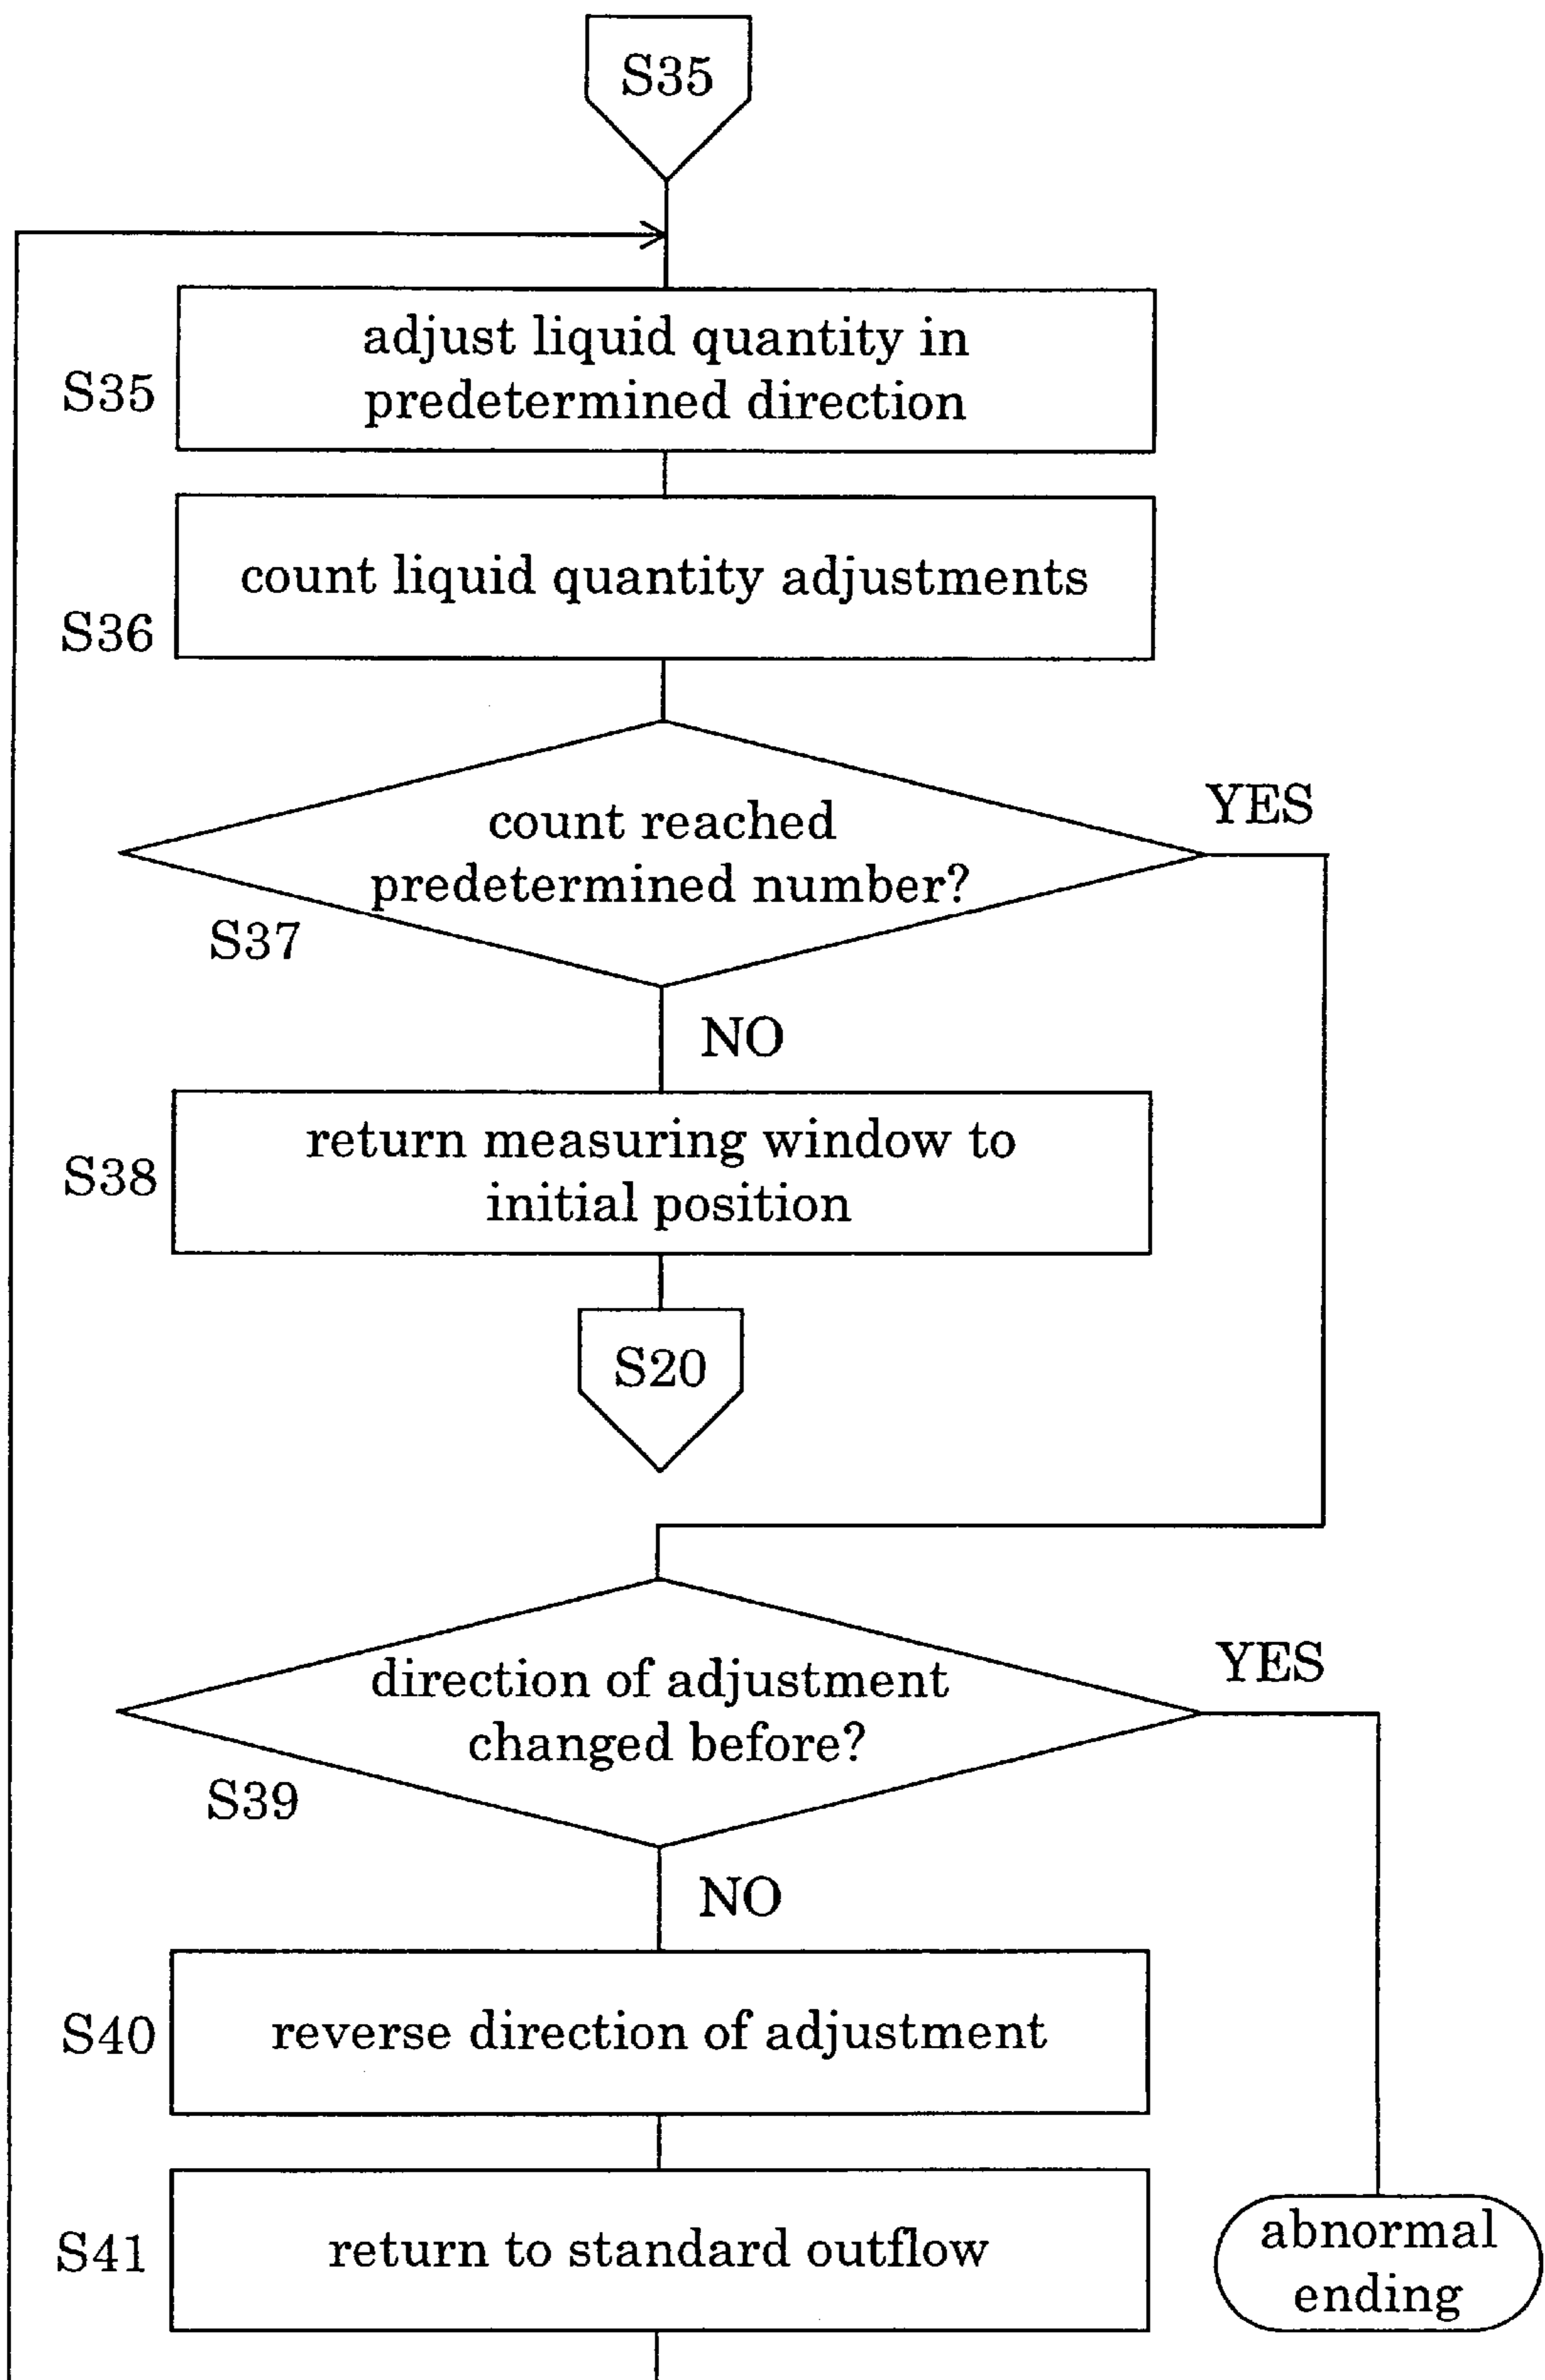 S35
adjust liquid quantity in
predetermined direction
S35
count liquid quantity adjustments
S36
YES
count reached
predetermined number?
S37
NO
return measuring window to
S38
initial position
S20
YES
direction of adjustment
changed before?
S39
NO
S40
reverse direction of adjustment
S41
return to standard outflow
abnormal
ending